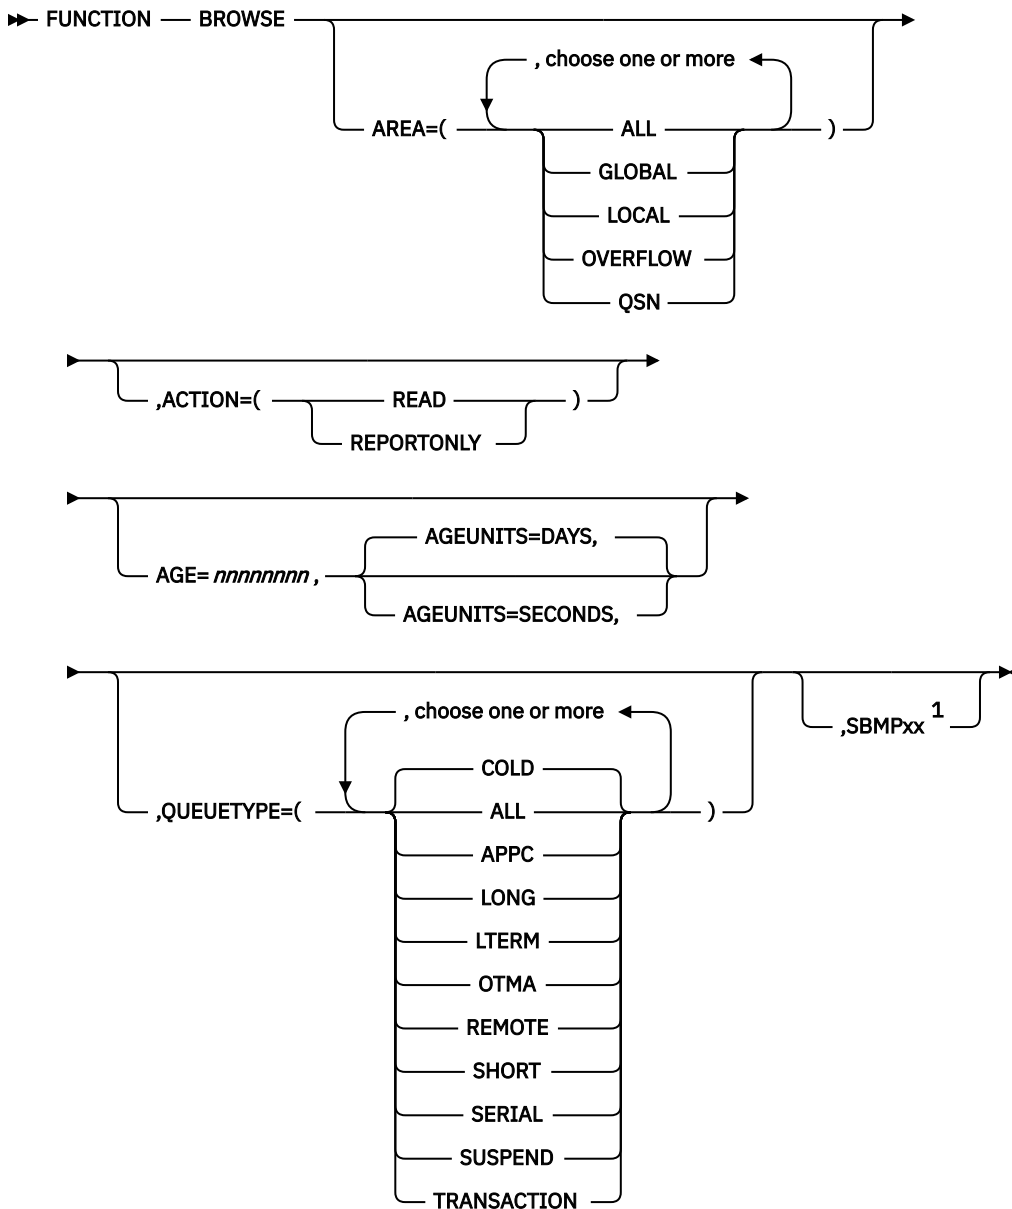 FUNCTION BROWSE
, choose one or more
AREA=( ALL )
GLOBAL
LOCAL
OVERFLOW
QSN
,ACTION=( READ )
REPORTONLY
AGEUNITS=DAYS,
AGE= nnnnnnnn ,
AGEUNITS=SECONDS,
, choose one or more
,SBMPxx 1
COLD
,QUEUETYPE=( ALL )
APPC
LONG
LTERM
OTMA
REMOTE
SHORT
SERIAL
SUSPEND
TRANSACTION